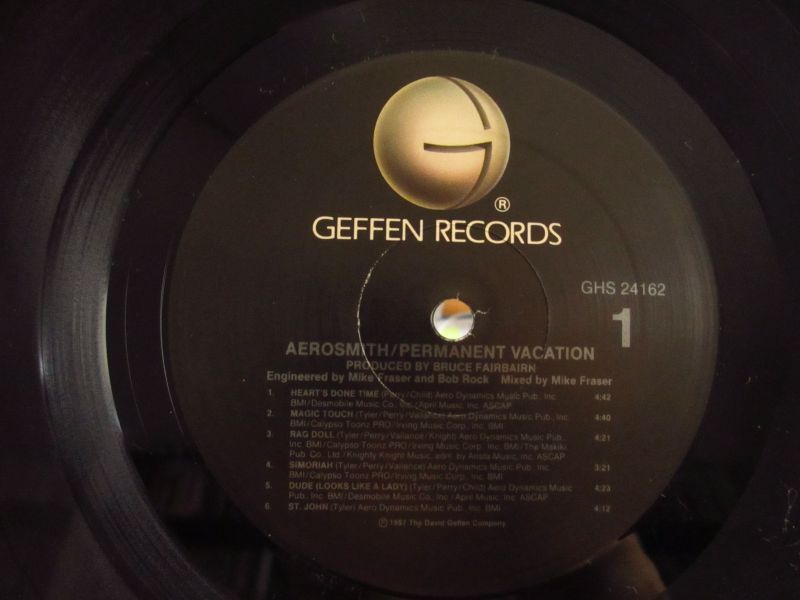 ®
GEFFEN RECORDS
GHS 24162
1
AEROSMITH/PERMANENT VACATION
PRODUCED BY BRUCE FAIRBAIRN
Engineered by Mike Fraser and Bob Rock Mixed by Mike Fraser
1. HEART'S DONE TIME (Perry/Child) Aero Dynamics Music Pub., Inc.
BMI/Desmobile Music Co., Inc./April Music Inc. ASCAP 4:42
2. MAGIC TOUCH (Tyler/Perry/Vallance) Aero Dynamics Music Pub., Inc.
BMI/Calypso Toonz PRO/Irving Music Corp., Inc. BMI 4:40
3. RAG DOLL (Tyler/Perry/Vallance/Knight) Aero Dynamics Music Pub.,
Inc. BMI/Calypso Toonz PRO/Irving Music Corp. Inc. BMI/The Makiki
Pub. Co. Ltd/Knighty Knight Music, adm. by Arista Music, Inc. ASCAP 4:21
4. SIMORIAH (Tyler/Perry/Vallance) Aero Dynamics Music Pub., Inc.
BMI/Calypso Toonz PRO/Irving Music Corp. Inc. BMI 3:21
5. DUDE (LOOKS LIKE A LADY) (Tyler/Perry/Child) Aero Dynamics Music
Pub., Inc. BMI/Desmobile Music Co., Inc./April Music, Inc. ASCAP 4:23
6. ST. JOHN (Tyler) Aero Dynamics Music Pub., Inc. BMI 4:12
℗ 1987 The David Geffen Company